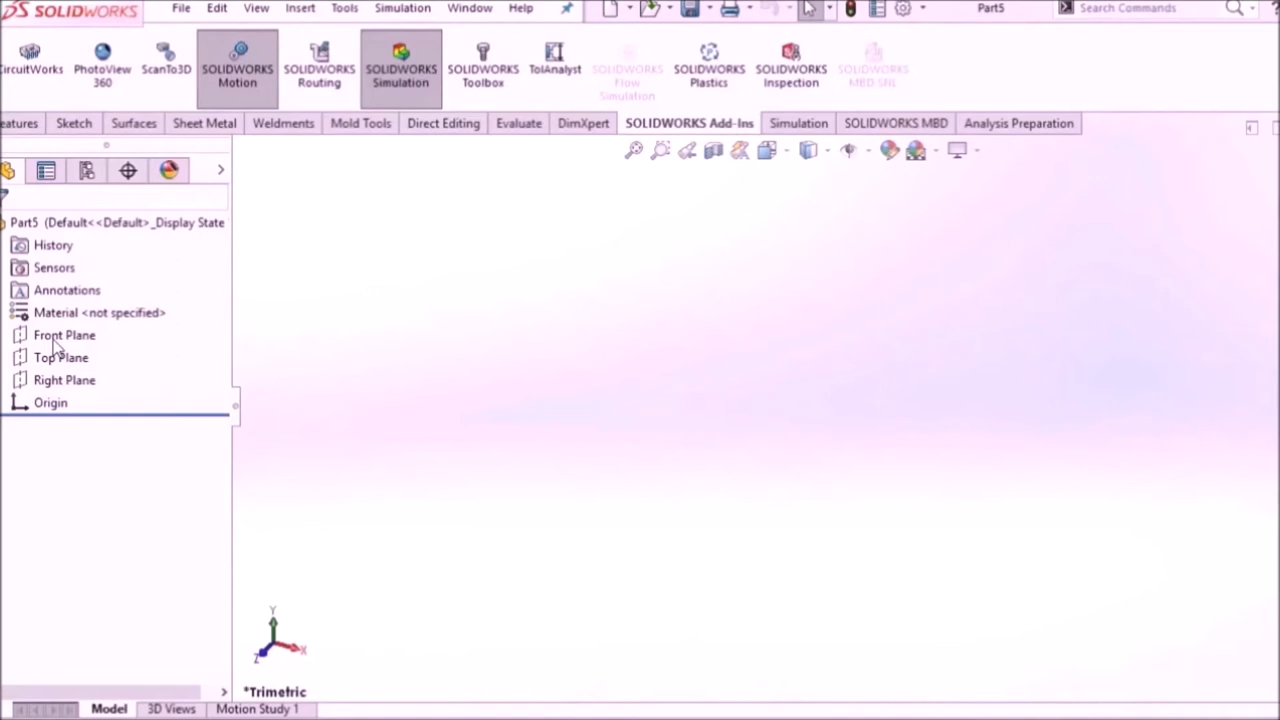 SOLIDWORKS File Edit View Insert Tools Simulation Window Help Part5 Search Commands
CircuitWorks PhotoView 360 ScanTo3D SOLIDWORKS Motion SOLIDWORKS Routing SOLIDWORKS Simulation SOLIDWORKS Toolbox TolAnalyst SOLIDWORKS Flow Simulation SOLIDWORKS Plastics SOLIDWORKS Inspection SOLIDWORKS MBD SNL
eatures Sketch Surfaces Sheet Metal Weldments Mold Tools Direct Editing Evaluate DimXpert SOLIDWORKS Add-Ins Simulation SOLIDWORKS MBD Analysis Preparation
Part5 (Default<<Default>_Display State
History
Sensors
Annotations
Material <not specified>
Front Plane
Top Plane
Right Plane
Origin
Y
X
Z
*Trimetric
Model 3D Views Motion Study 1